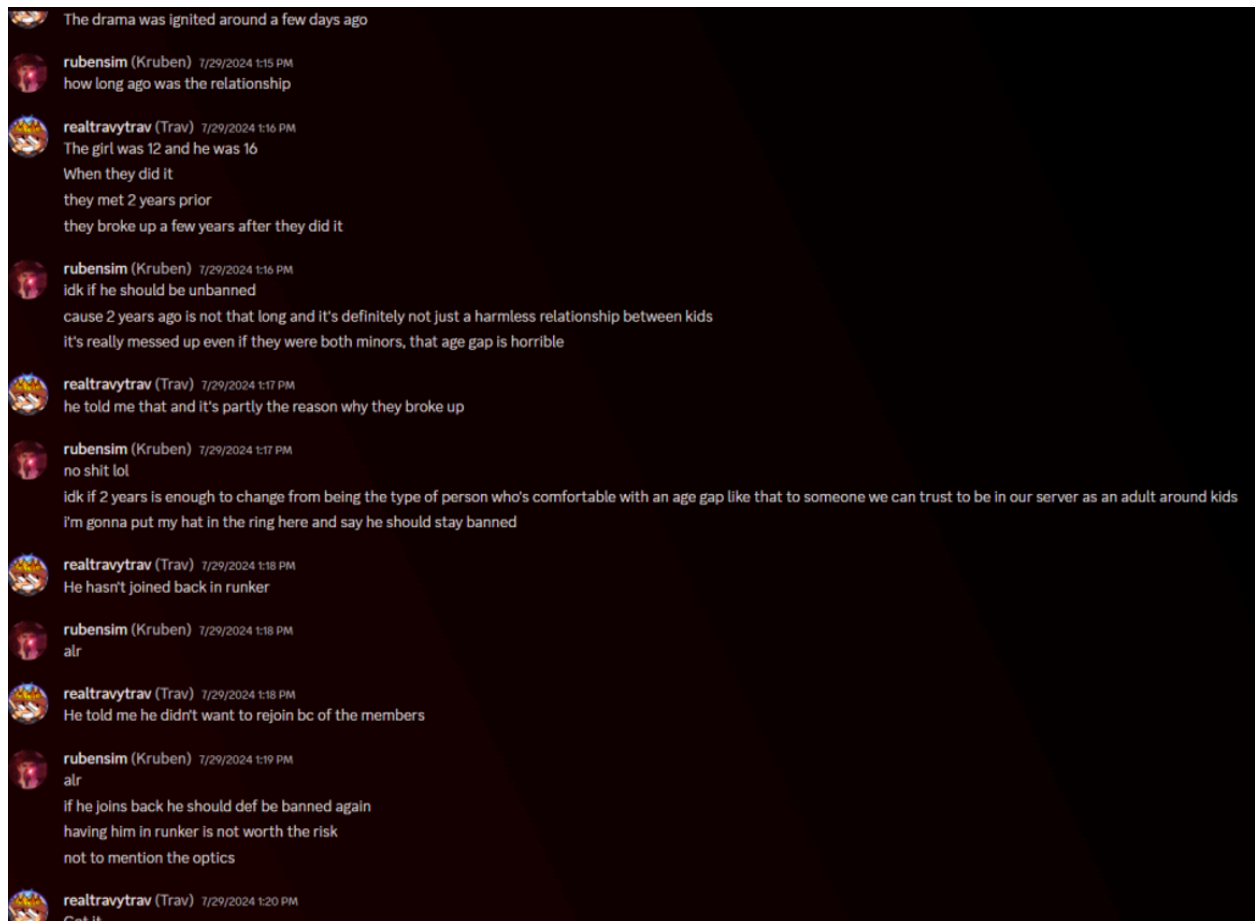 The drama was ignited around a few days ago
rubensim (Kruben) 7/29/2024 1:15 PM
how long ago was the relationship
realtravytrav (Trav) 7/29/2024 1:16 PM
The girl was 12 and he was 16
When they did it
they met 2 years prior
they broke up a few years after they did it
rubensim (Kruben) 7/29/2024 1:16 PM
idk if he should be unbanned
cause 2 years ago is not that long and it's definitely not just a harmless relationship between kids
it's really messed up even if they were both minors, that age gap is horrible
realtravytrav (Trav) 7/29/2024 1:17 PM
he told me that and it's partly the reason why they broke up
rubensim (Kruben) 7/29/2024 1:17 PM
no shit lol
idk if 2 years is enough to change from being the type of person who's comfortable with an age gap like that to someone we can trust to be in our server as an adult around kids
i'm gonna put my hat in the ring here and say he should stay banned
realtravytrav (Trav) 7/29/2024 1:18 PM
He hasn't joined back in runker
rubensim (Kruben) 7/29/2024 1:18 PM
alr
realtravytrav (Trav) 7/29/2024 1:18 PM
He told me he didn't want to rejoin bc of the members
rubensim (Kruben) 7/29/2024 1:19 PM
alr
if he joins back he should def be banned again
having him in runker is not worth the risk
not to mention the optics
realtravytrav (Trav) 7/29/2024 1:20 PM
Got it